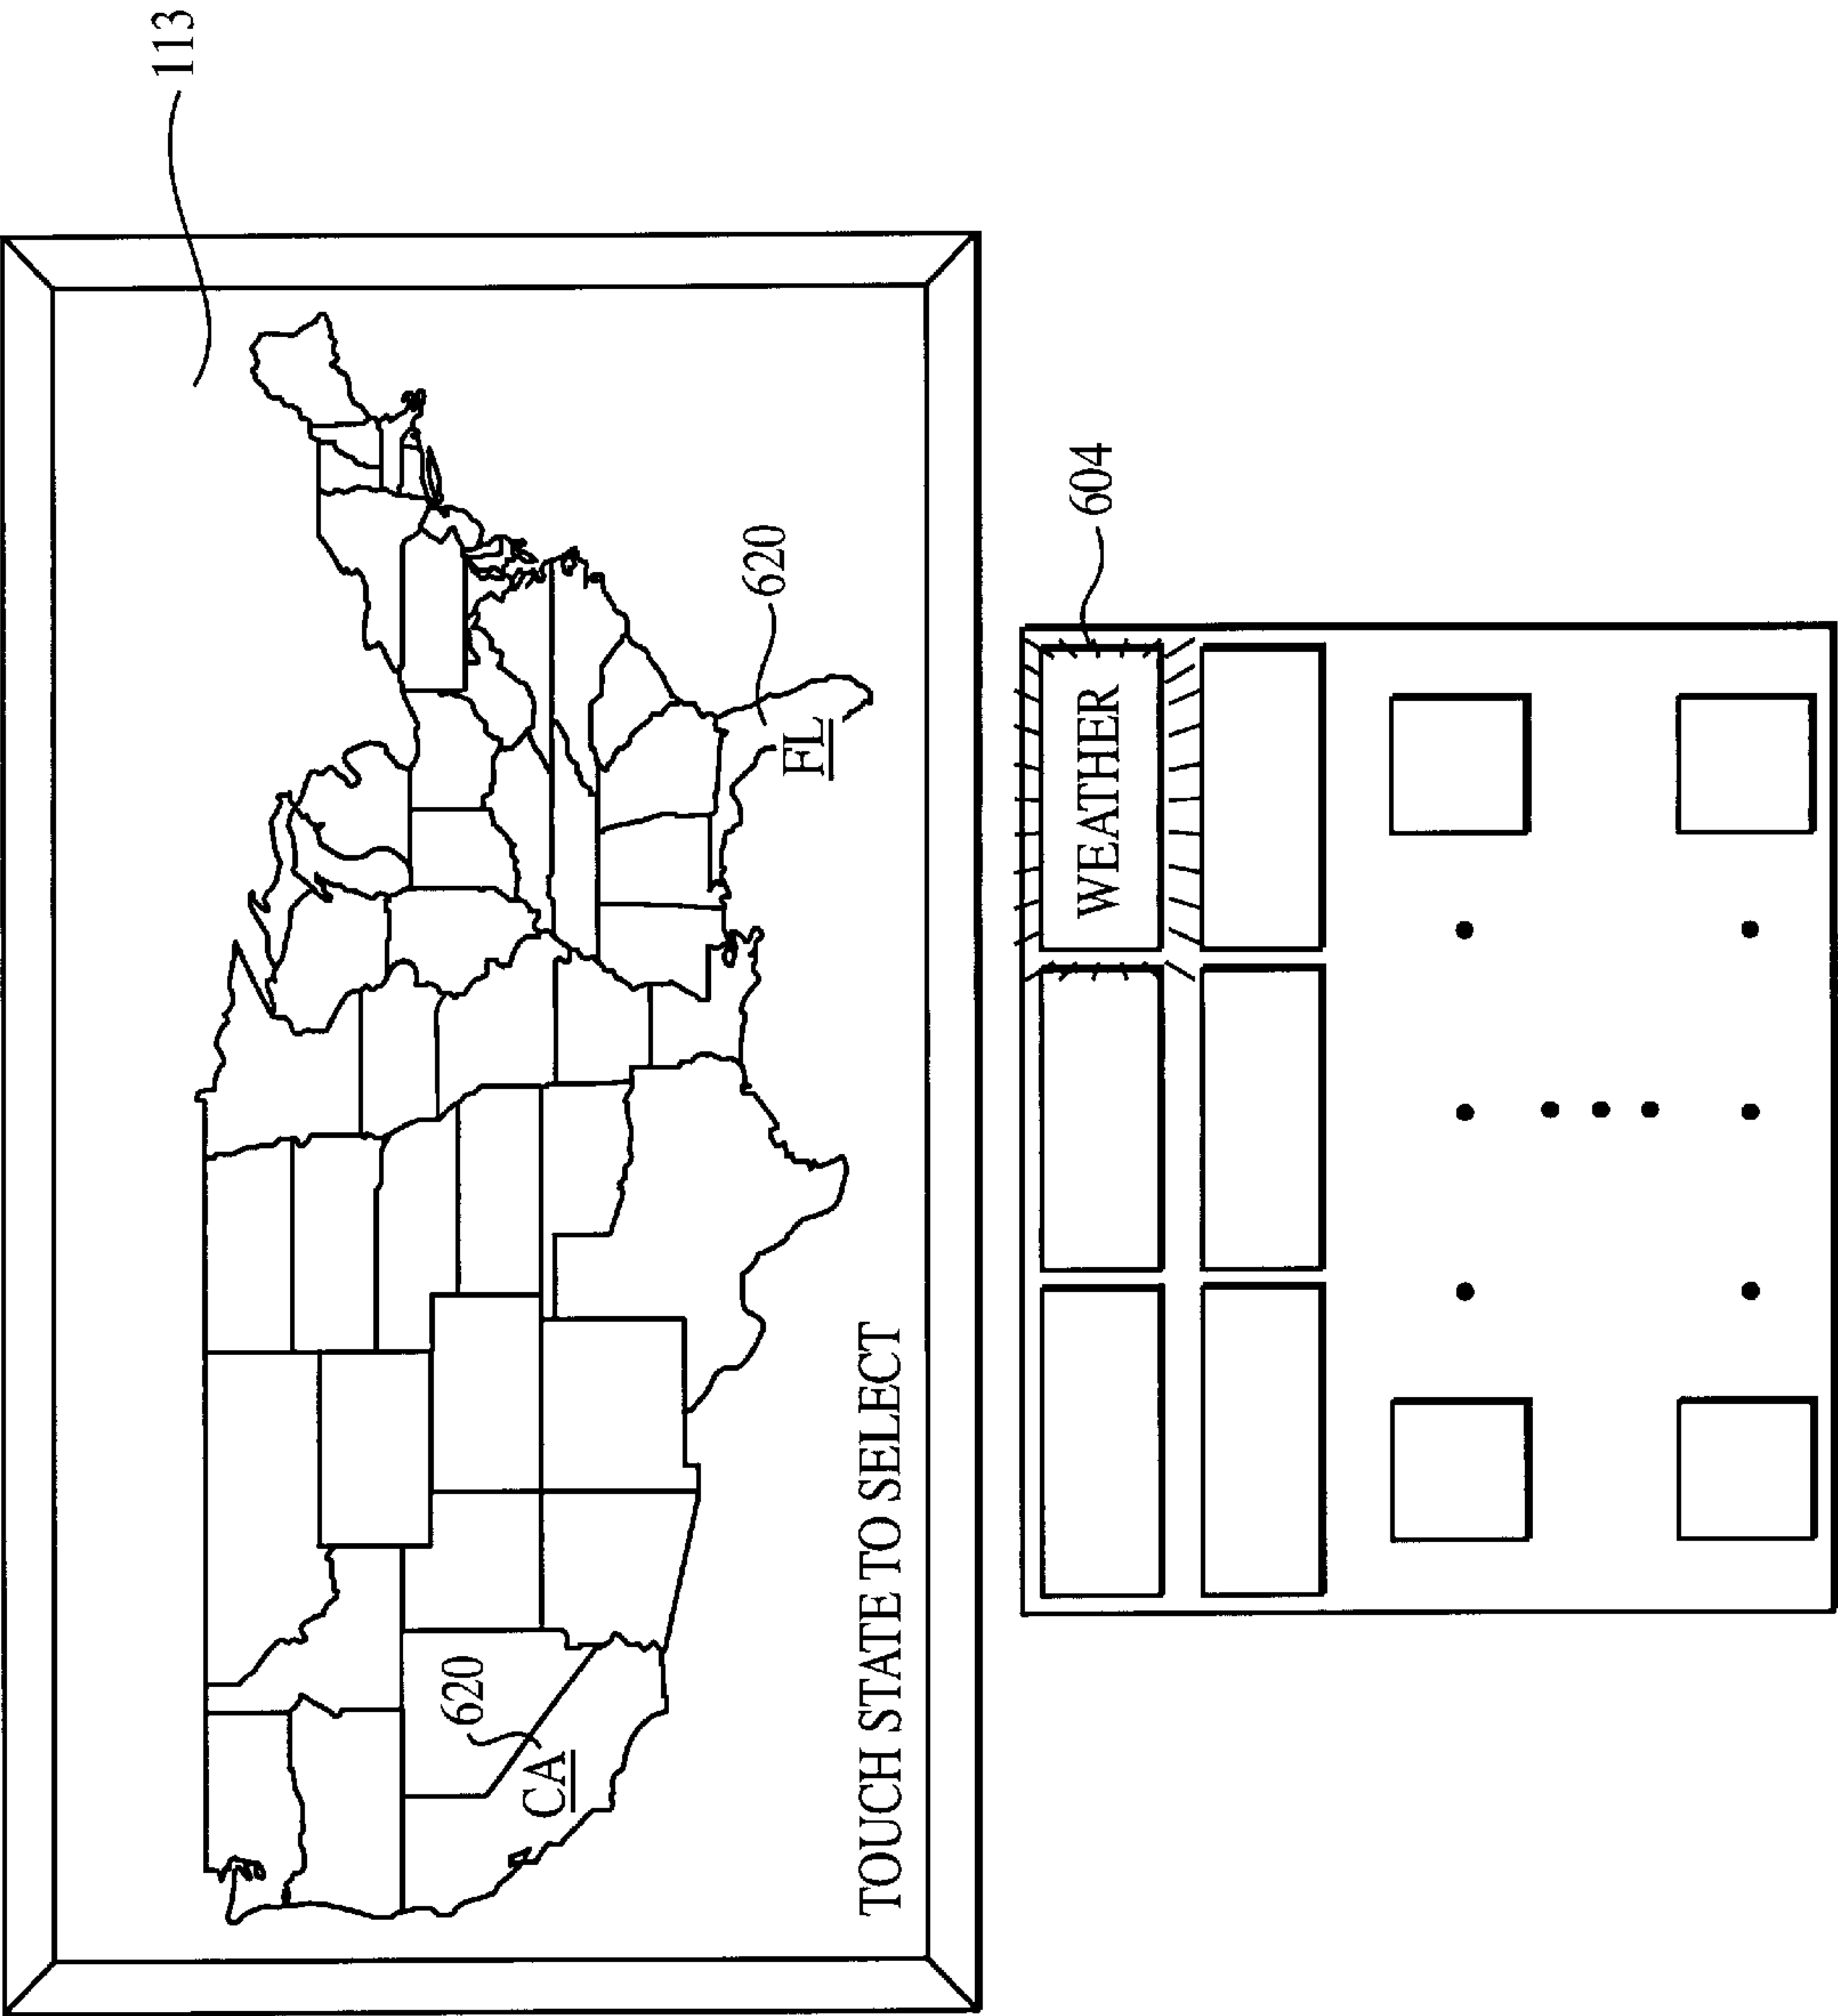 113
620
CA
620
FL
TOUCH STATE TO SELECT
604
WEATHER